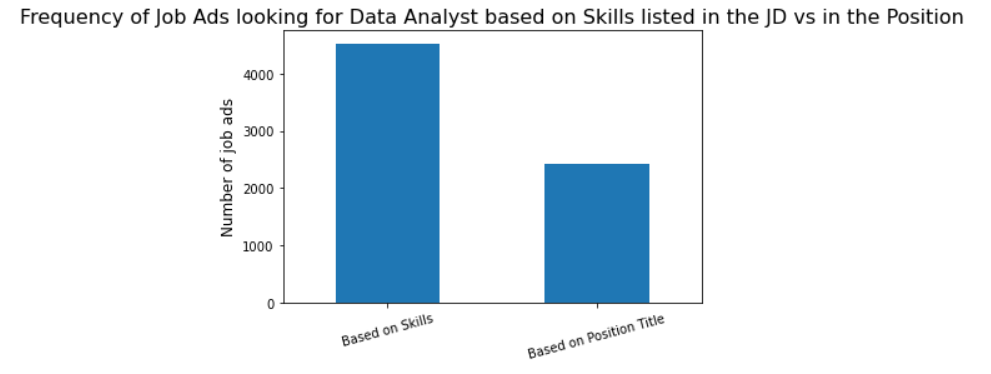 Frequency of Job Ads looking for Data Analyst based on Skills listed in the JD vs in the Position
Number of job ads
4000
3000
2000
1000
0
Based on Skills
Based on Position Title